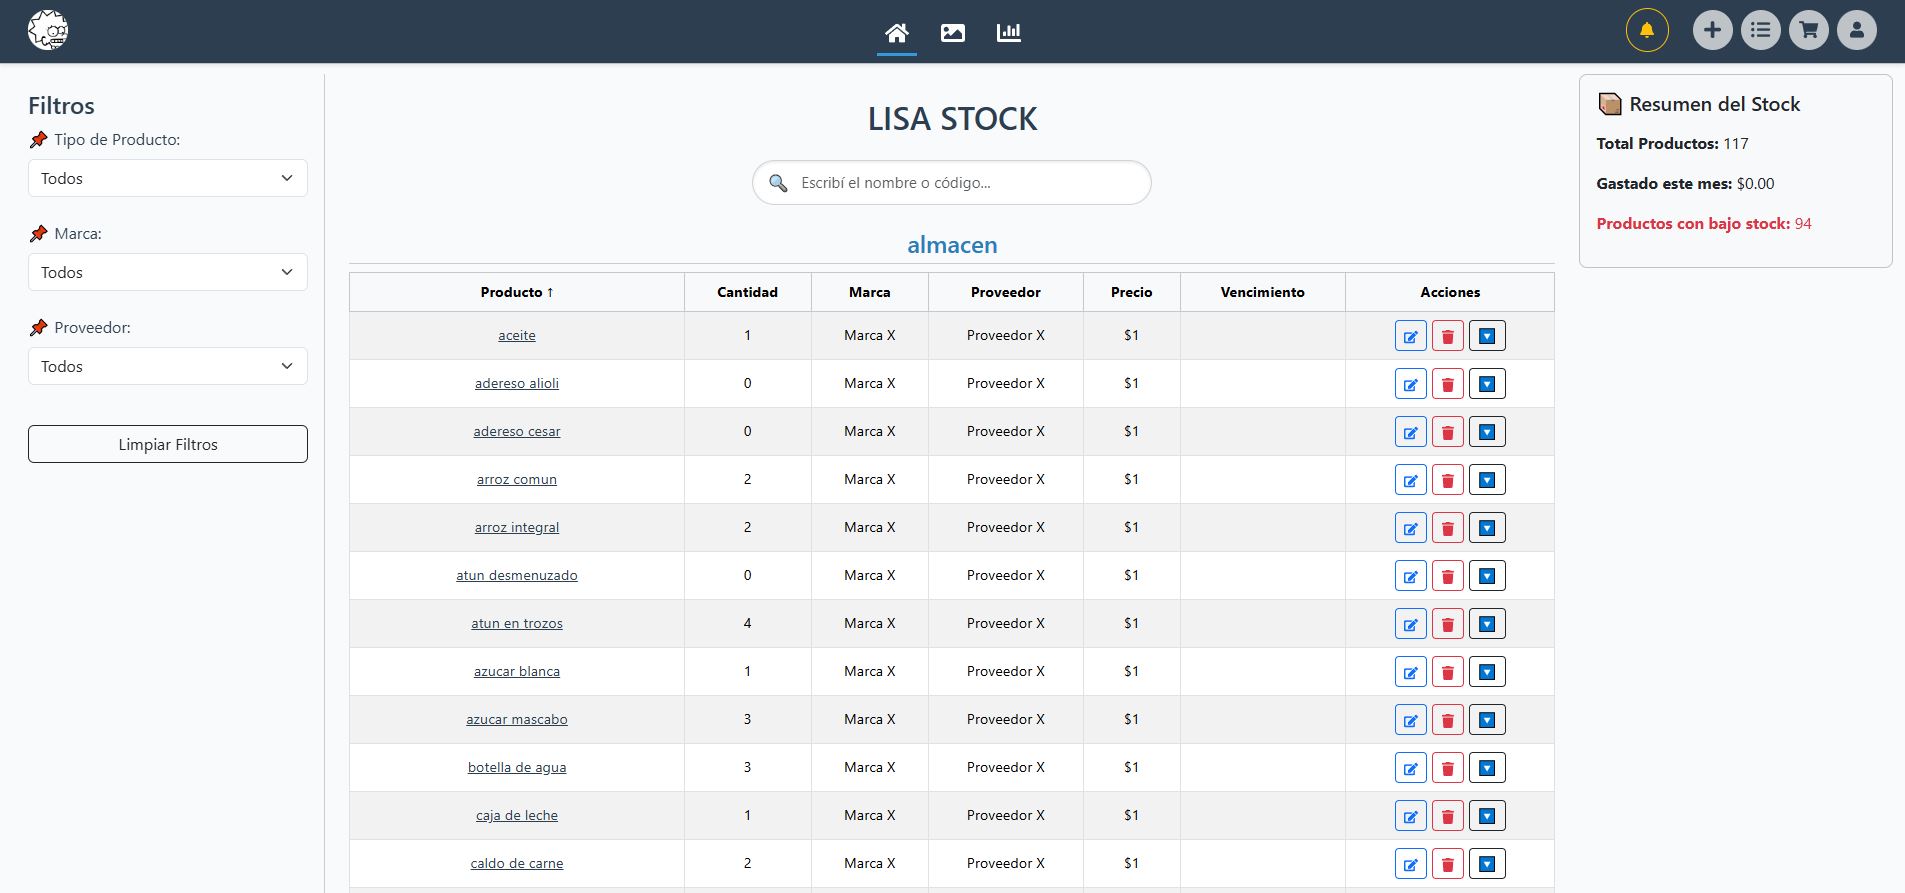 Filtros
📌 Tipo de Producto:
Todos
📌 Marca:
Todos
📌 Proveedor:
Todos
Limpiar Filtros
LISA STOCK
🔍 Escribí el nombre o código...
almacen
Producto ↑ Cantidad Marca Proveedor Precio Vencimiento Acciones
aceite 1 Marca X Proveedor X $1
adereso alioli 0 Marca X Proveedor X $1
adereso cesar 0 Marca X Proveedor X $1
arroz comun 2 Marca X Proveedor X $1
arroz integral 2 Marca X Proveedor X $1
atun desmenuzado 0 Marca X Proveedor X $1
atun en trozos 4 Marca X Proveedor X $1
azucar blanca 1 Marca X Proveedor X $1
azucar mascabo 3 Marca X Proveedor X $1
botella de agua 3 Marca X Proveedor X $1
caja de leche 1 Marca X Proveedor X $1
caldo de carne 2 Marca X Proveedor X $1
📦 Resumen del Stock
Total Productos: 117
Gastado este mes: $0.00
Productos con bajo stock: 94